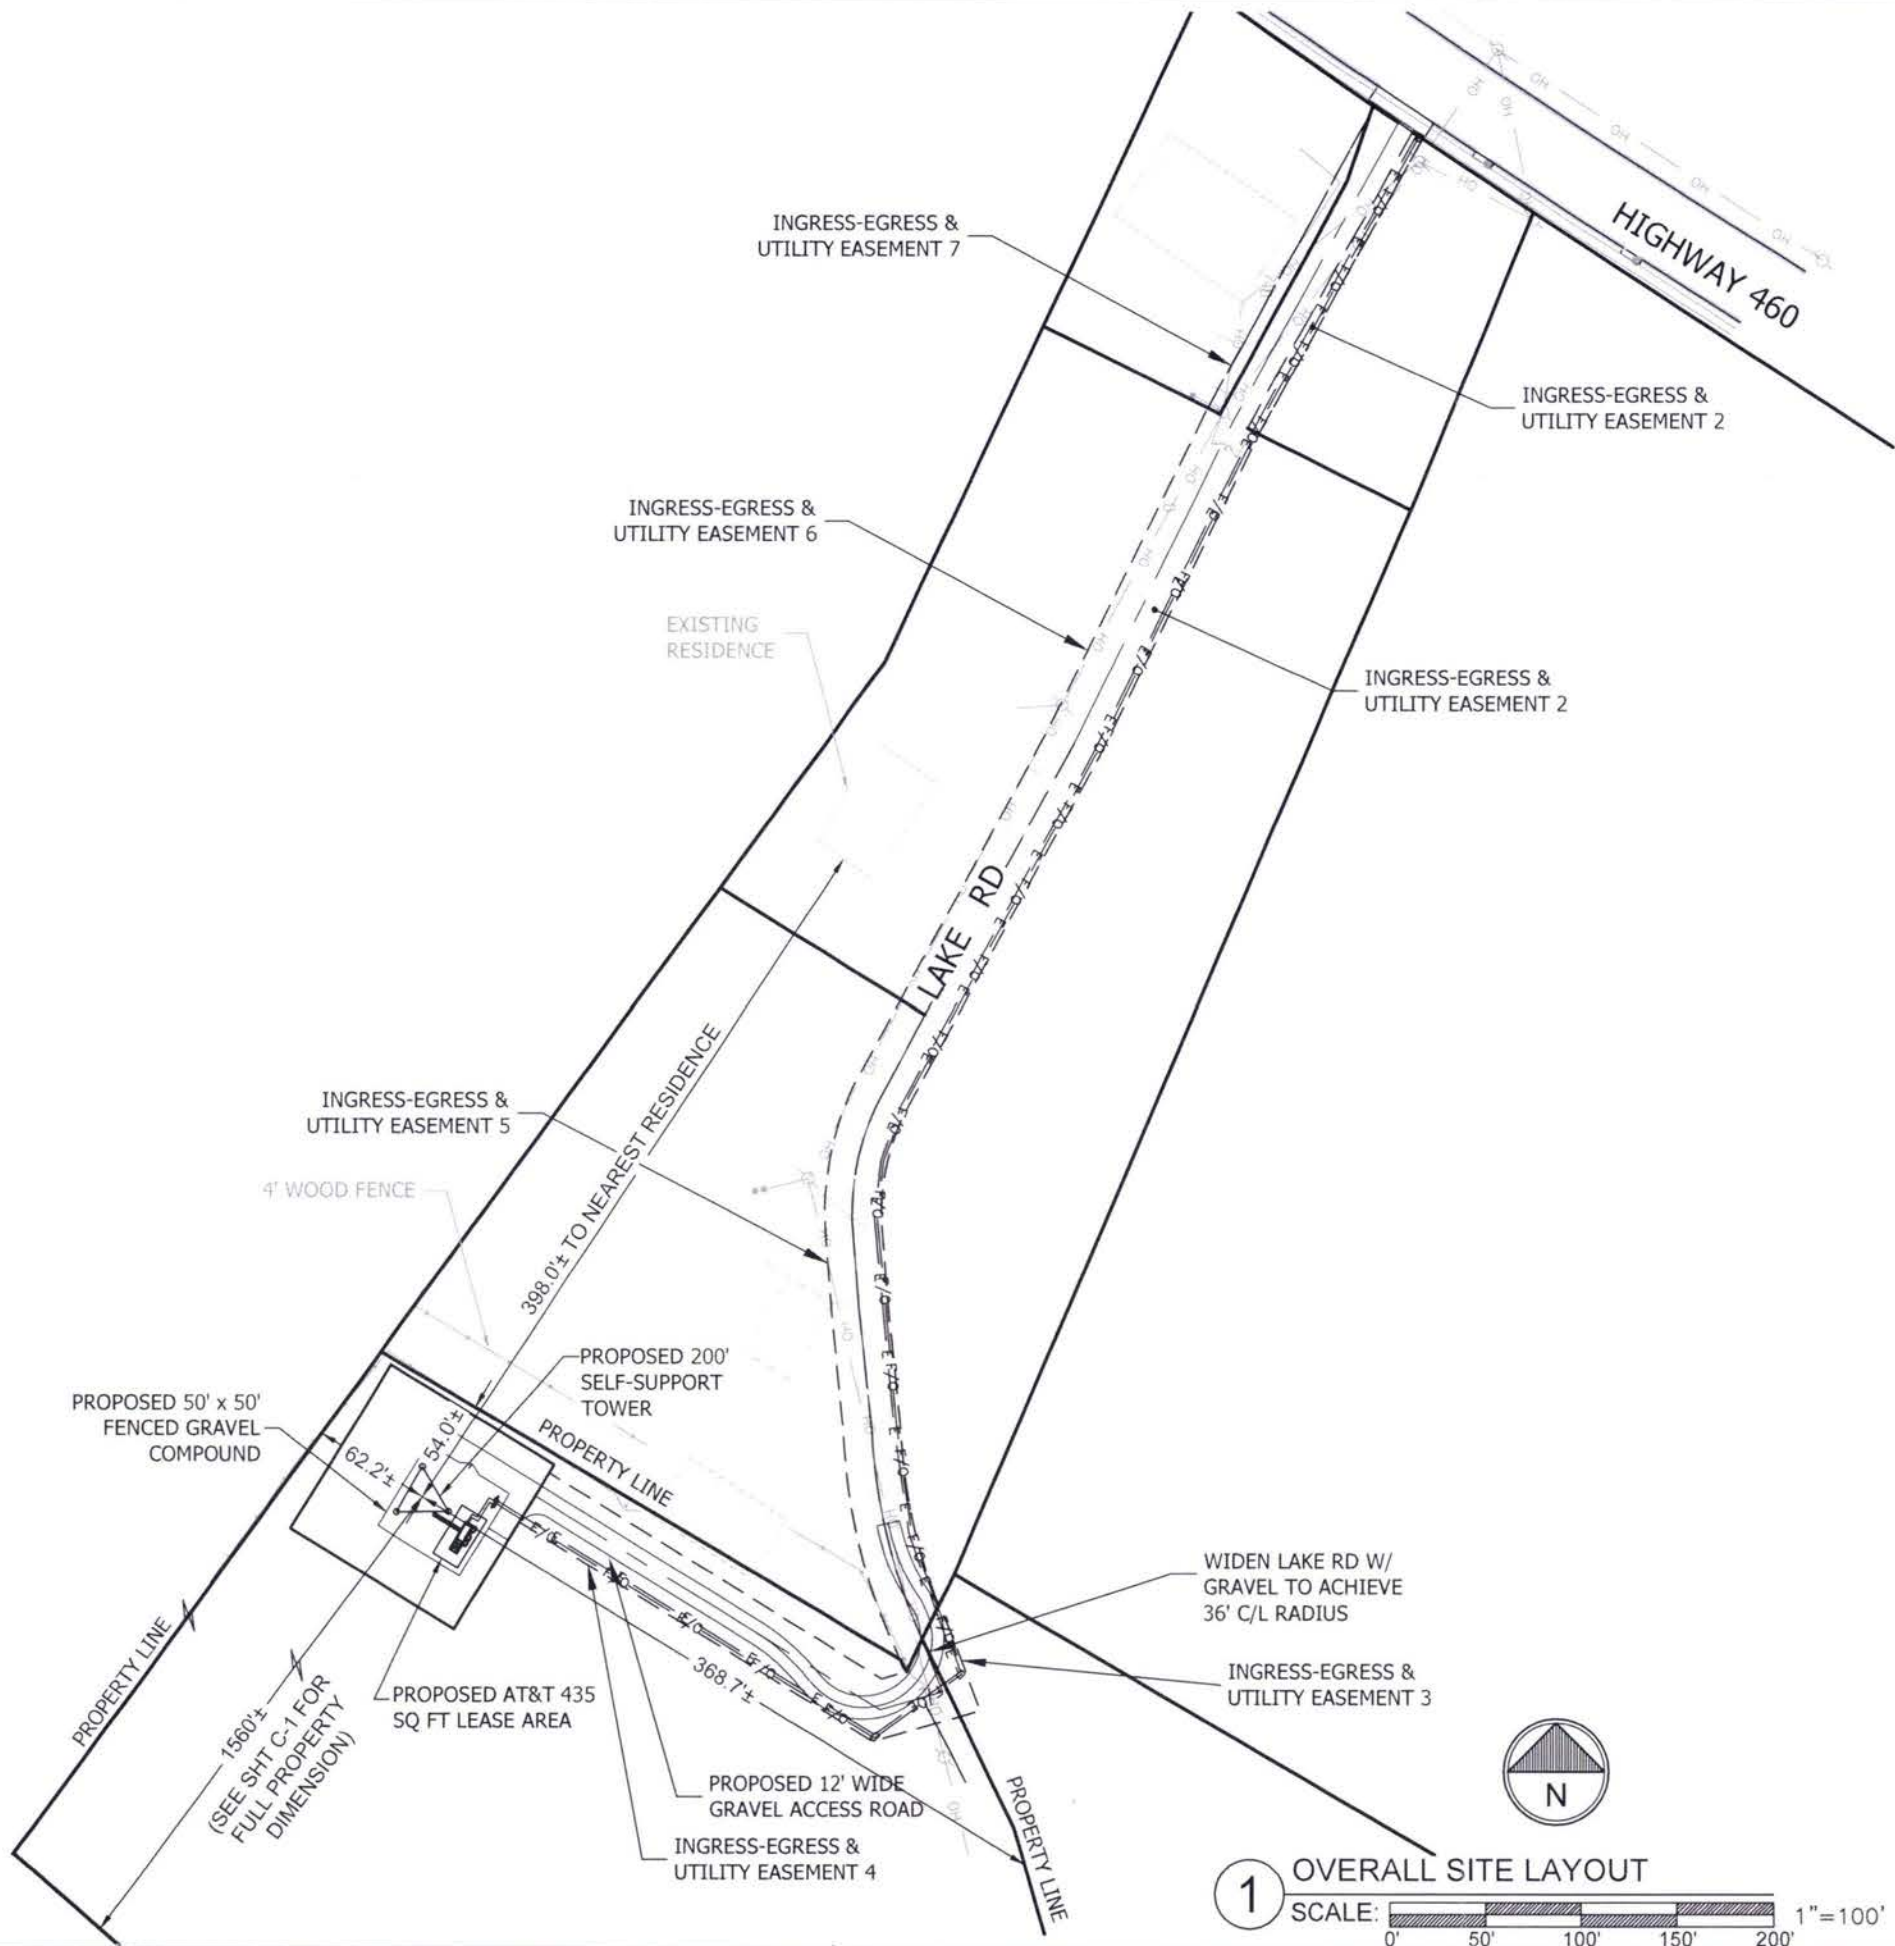 HIGHWAY 460
INGRESS-EGRESS &
UTILITY EASEMENT 7
INGRESS-EGRESS &
UTILITY EASEMENT 2
INGRESS-EGRESS &
UTILITY EASEMENT 6
EXISTING
RESIDENCE
INGRESS-EGRESS &
UTILITY EASEMENT 2
LAKE RD
INGRESS-EGRESS &
UTILITY EASEMENT 5
398.0'± TO NEAREST RESIDENCE
4' WOOD FENCE
PROPOSED 200'
SELF-SUPPORT
TOWER
PROPOSED 50' x 50'
FENCED GRAVEL
COMPOUND
54.0'±
62.2'±
PROPERTY LINE
WIDEN LAKE RD W/
GRAVEL TO ACHIEVE
36' C/L RADIUS
PROPERTY LINE
368.7'±
INGRESS-EGRESS &
UTILITY EASEMENT 3
PROPOSED AT&T 435
SQ FT LEASE AREA
1560'±
(SEE SHT C-1 FOR
FULL PROPERTY
DIMENSION)
PROPOSED 12' WIDE
GRAVEL ACCESS ROAD
INGRESS-EGRESS &
UTILITY EASEMENT 4
PROPERTY LINE
N
1
OVERALL SITE LAYOUT
SCALE:
1"=100'
0' 50' 100' 150' 200'